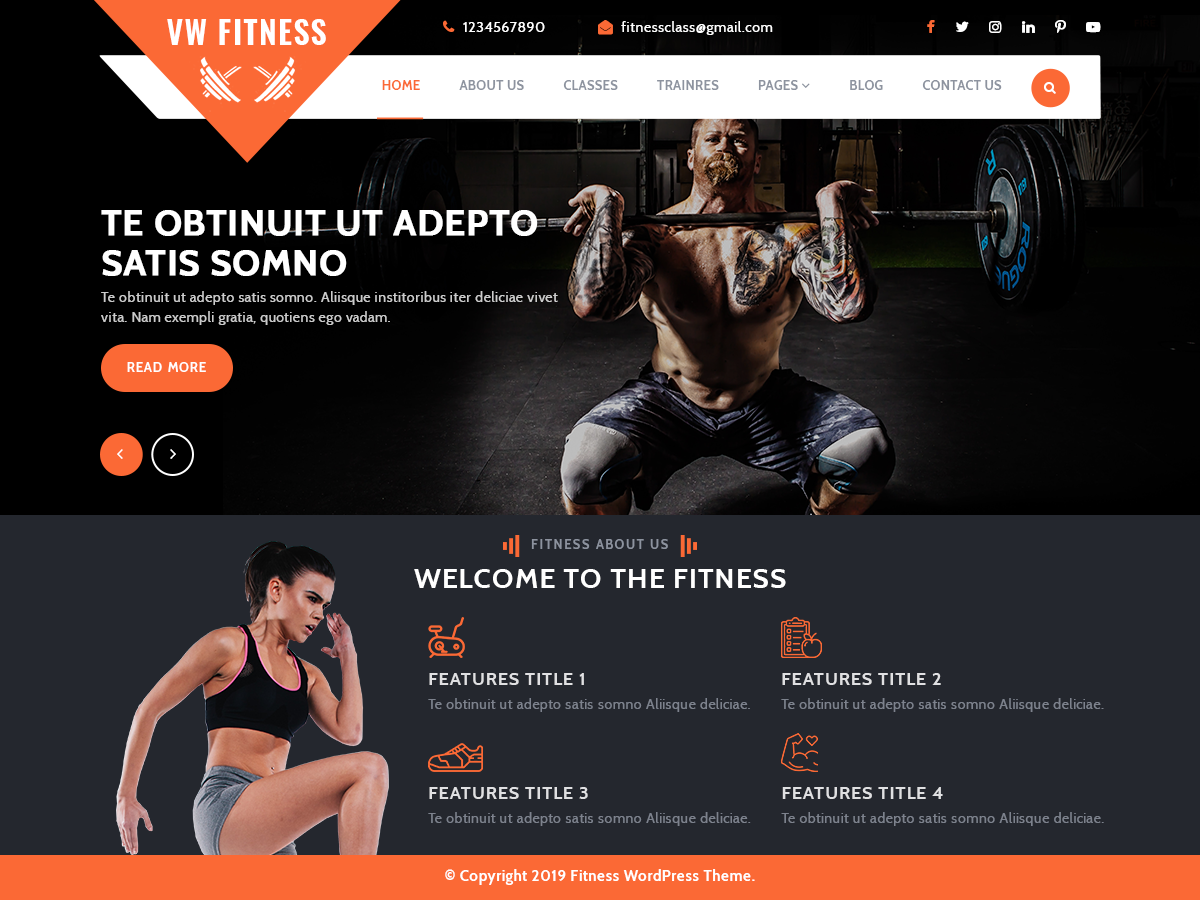 VW FITNESS
1234567890
fitnessclass@gmail.com
HOME ABOUT US CLASSES TRAINRES PAGES BLOG CONTACT US
TE OBTINUIT UT ADEPTO
SATIS SOMNO
Te obtinuit ut adepto satis somno. Aliisque institoribus iter deliciae vivet
vita. Nam exempli gratia, quotiens ego vadam.
READ MORE
R
ROGUE
FITNESS ABOUT US
WELCOME TO THE FITNESS
FEATURES TITLE 1
Te obtinuit ut adepto satis somno Aliisque deliciae.
FEATURES TITLE 2
Te obtinuit ut adepto satis somno Aliisque deliciae.
FEATURES TITLE 3
Te obtinuit ut adepto satis somno Aliisque deliciae.
FEATURES TITLE 4
Te obtinuit ut adepto satis somno Aliisque deliciae.
© Copyright 2019 Fitness WordPress Theme.